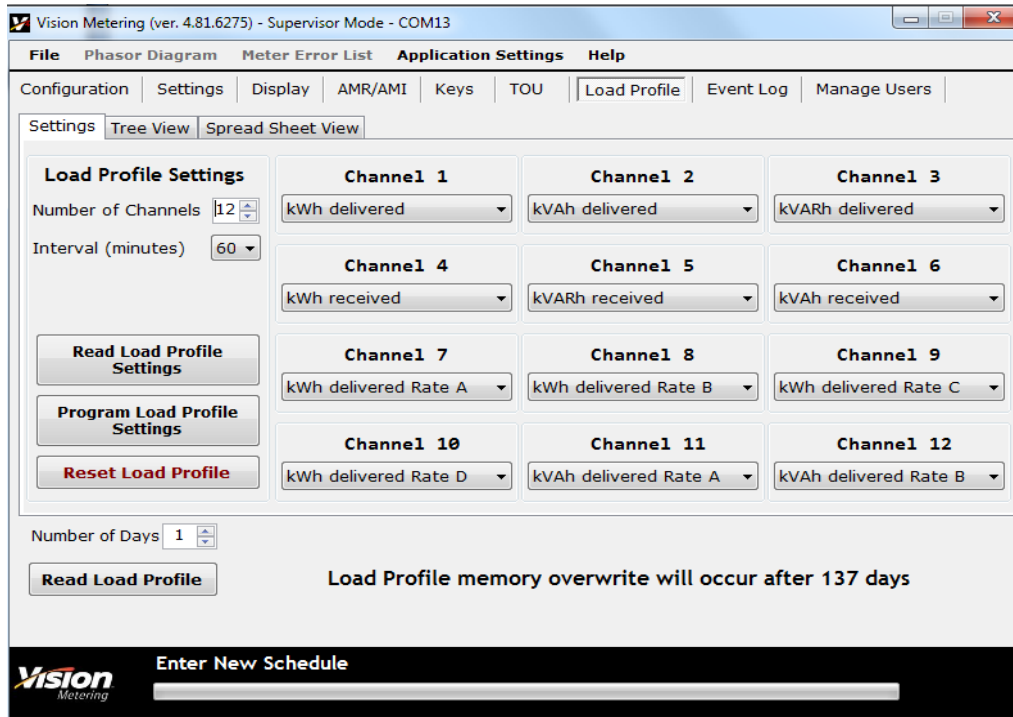 Vision Metering (ver. 4.81.6275) - Supervisor Mode - COM13
File Phasor Diagram Meter Error List Application Settings Help
Configuration Settings Display AMR/AMI Keys TOU Load Profile Event Log Manage Users
Settings Tree View Spread Sheet View
Load Profile Settings
Number of Channels 12
Interval (minutes) 60
Read Load Profile
Settings
Program Load Profile
Settings
Reset Load Profile
Channel 1 Channel 2 Channel 3
kWh delivered kVAh delivered kVARh delivered
Channel 4 Channel 5 Channel 6
kWh received kVARh received kVAh received
Channel 7 Channel 8 Channel 9
kWh delivered Rate A kWh delivered Rate B kWh delivered Rate C
Channel 10 Channel 11 Channel 12
kWh delivered Rate D kVAh delivered Rate A kVAh delivered Rate B
Number of Days 1
Read Load Profile Load Profile memory overwrite will occur after 137 days
Enter New Schedule
Vision
Metering